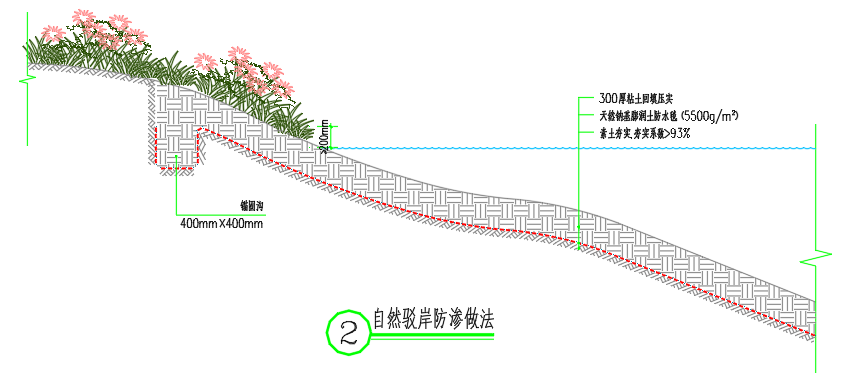 300厚粘土回填压实
天然钠基膨润土防水毯 (5500g/m²)
素土夯实,夯实系数>93%
>200mm
锚固沟
400mm×400mm
2
自然驳岸防渗做法